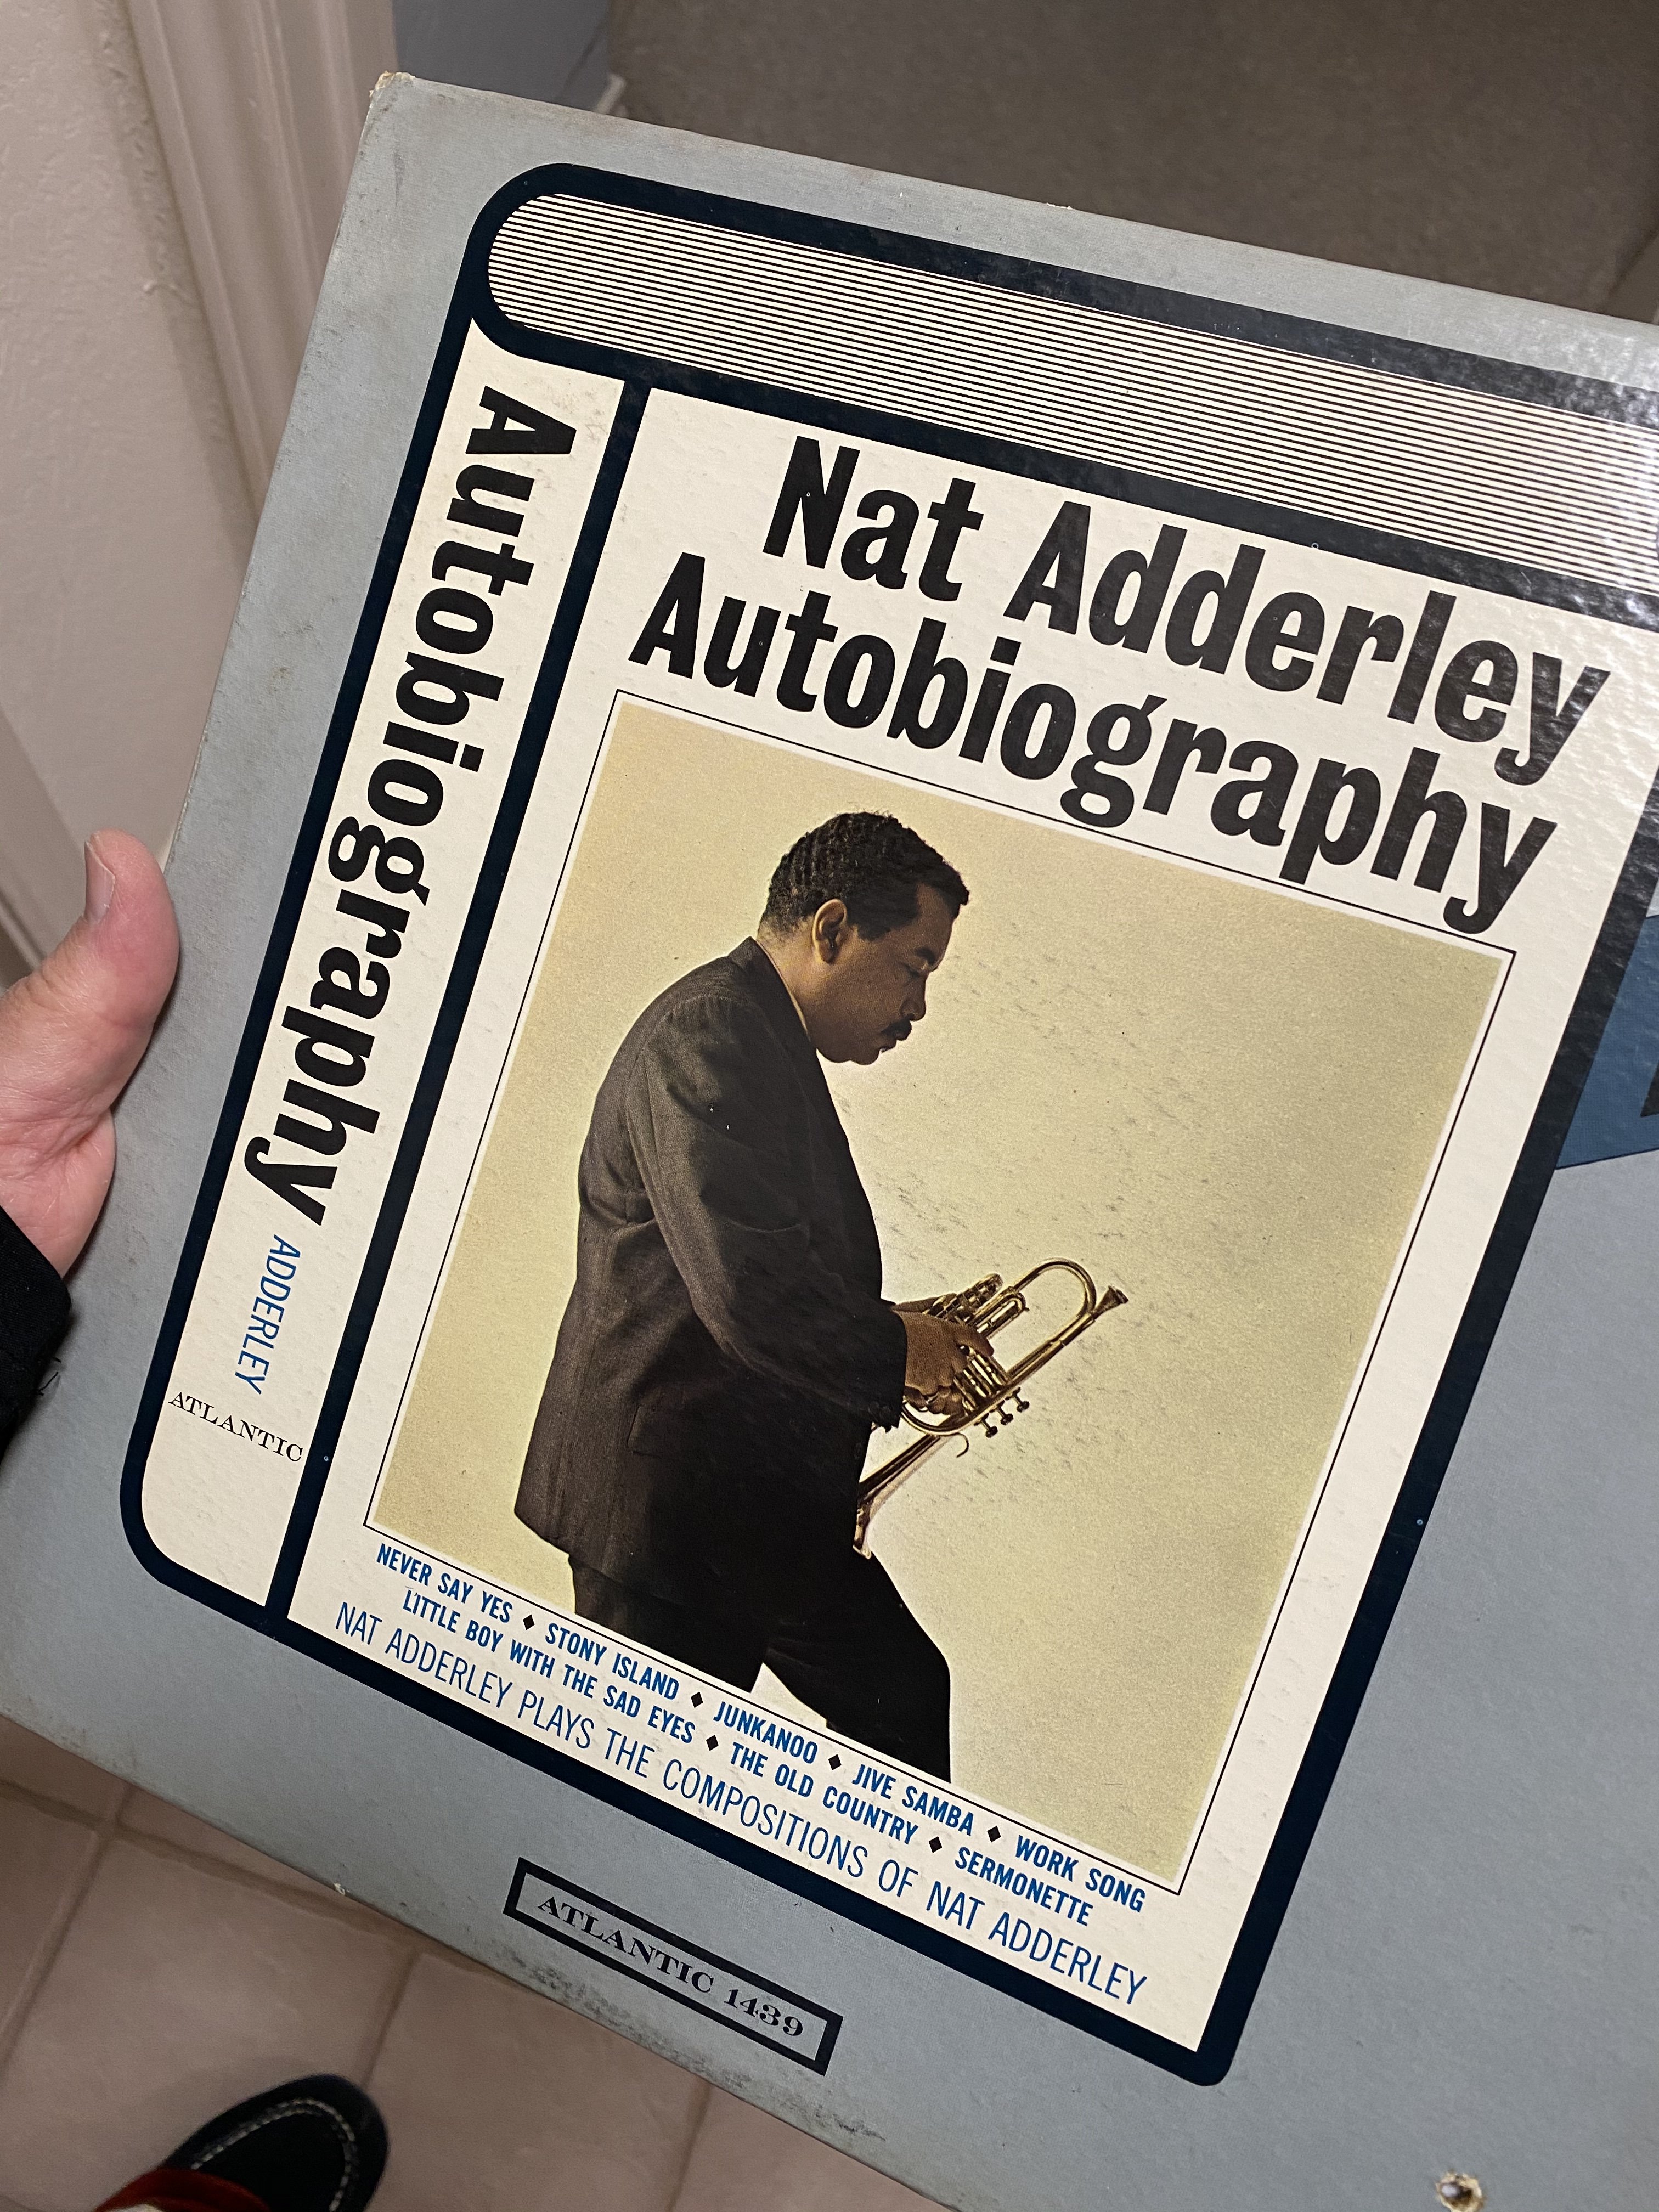 Autobiography ADDERLEY
ATLANTIC
Nat Adderley
Autobiography
NEVER SAY YES ♦ STONY ISLAND ♦ JUNKANOO ♦ JIVE SAMBA ♦ WORK SONG
LITTLE BOY WITH THE SAD EYES ♦ THE OLD COUNTRY ♦ SERMONETTE
NAT ADDERLEY PLAYS THE COMPOSITIONS OF NAT ADDERLEY
ATLANTIC 1439